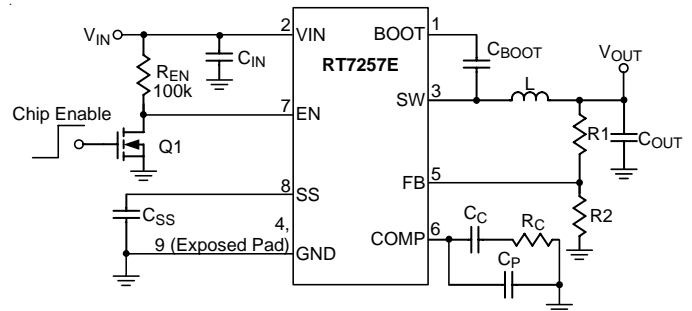 VIN
REN
100k
Chip Enable
Q1
CIN
CSS
2 VIN
7 EN
8 SS
4,
9 (Exposed Pad) GND
RT7257E
BOOT 1
SW 3
FB 5
COMP 6
CBOOT
L
VOUT
R1
COUT
R2
CC
RC
CP